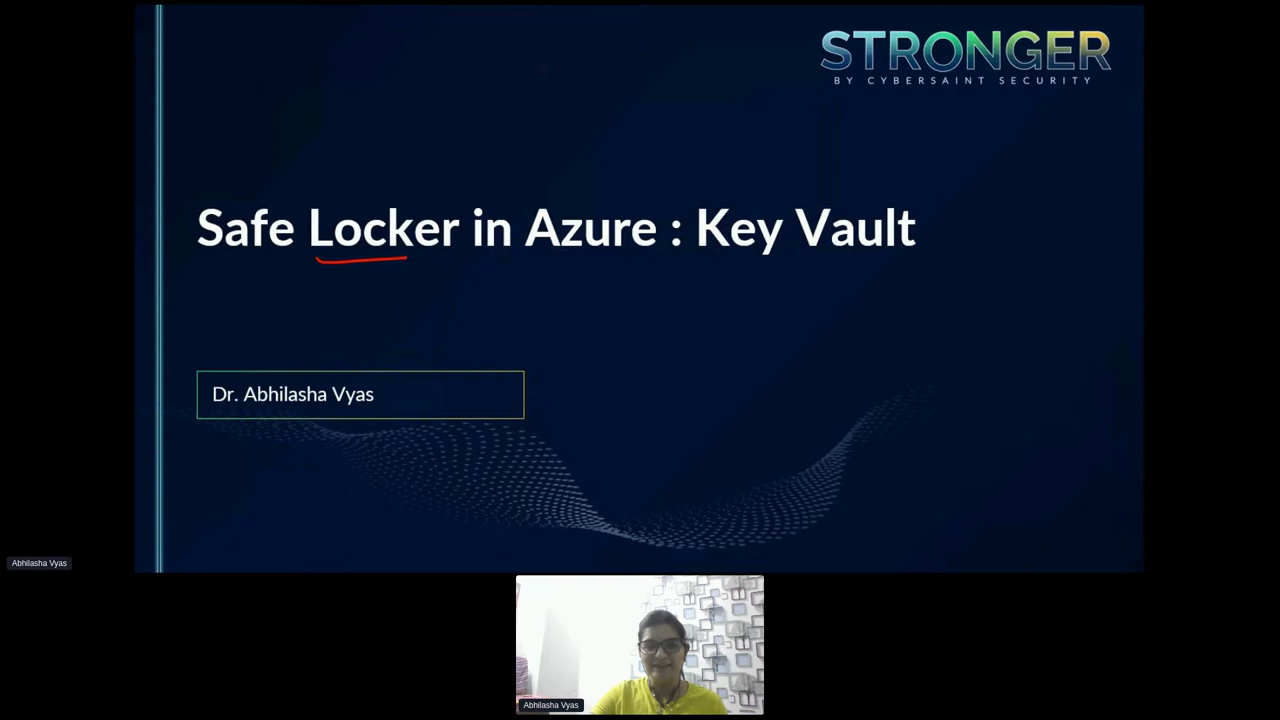 STRONGER
BY CYBERSAINT SECURITY
Safe Locker in Azure : Key Vault
Dr. Abhilasha Vyas
Abhilasha Vyas
Abhilasha Vyas